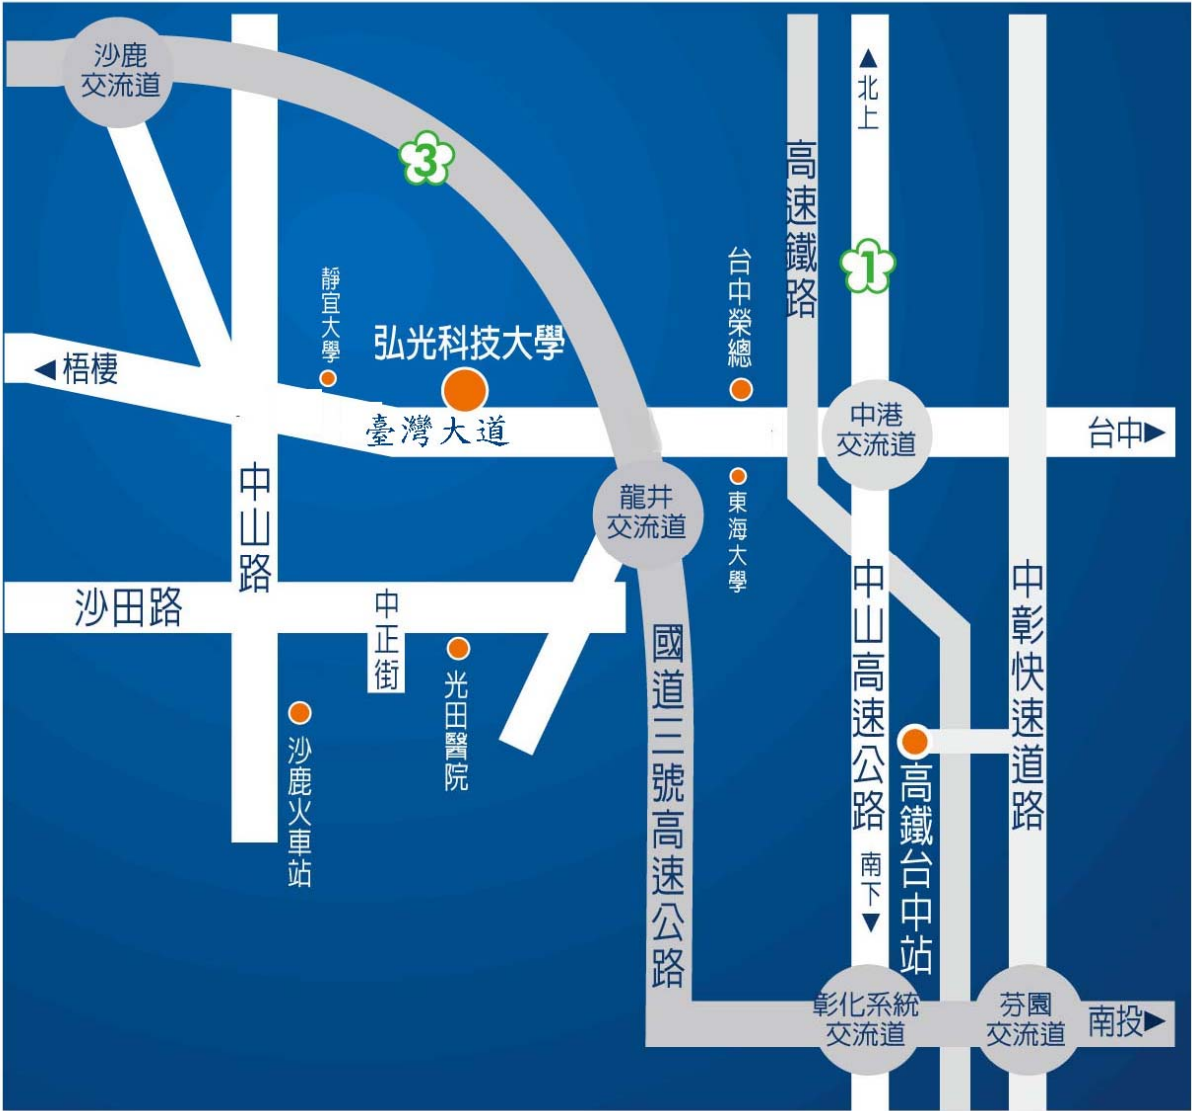 沙鹿
交流道
3
▲北上
高速鐵路
1
台中榮總
靜宜大學
弘光科技大學
◀梧棲
臺灣大道
中港
交流道
台中▶
中山路
龍井
交流道
東海大學
沙田路
中正街
光田醫院
沙鹿火車站
國道三號高速公路
中山高速公路
南下▼
中彰快速道路
高鐵台中站
彰化系統
交流道
芬園
交流道
南投▶